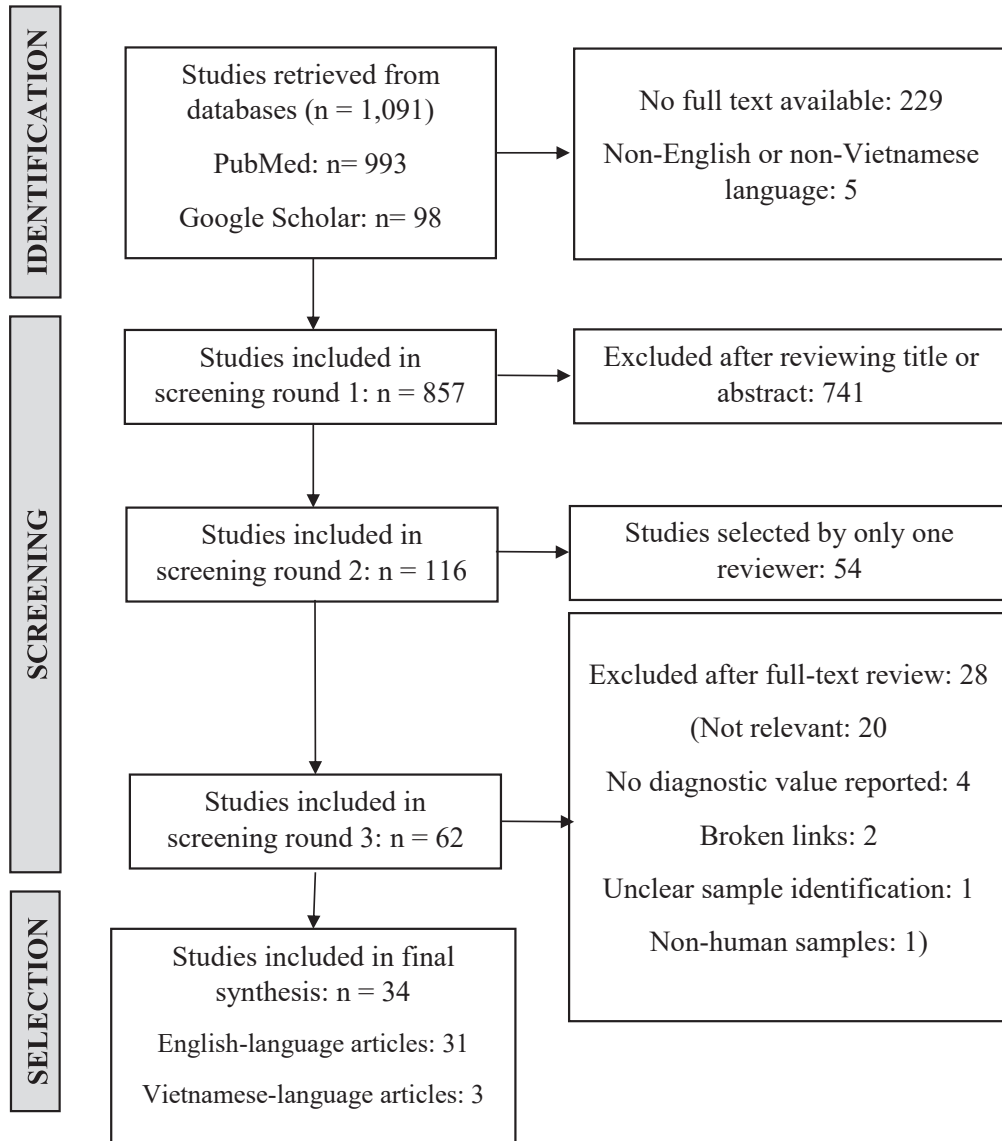 IDENTIFICATION
Studies retrieved from
databases (n = 1,091)
PubMed: n= 993
Google Scholar: n= 98
No full text available: 229
Non-English or non-Vietnamese
language: 5
SCREENING
Studies included in
screening round 1: n = 857
Excluded after reviewing title or
abstract: 741
Studies included in
screening round 2: n = 116
Studies selected by only one
reviewer: 54
Studies included in
screening round 3: n = 62
Excluded after full-text review: 28
(Not relevant: 20
No diagnostic value reported: 4
Broken links: 2
Unclear sample identification: 1
Non-human samples: 1)
SELECTION
Studies included in final
synthesis: n = 34
English-language articles: 31
Vietnamese-language articles: 3